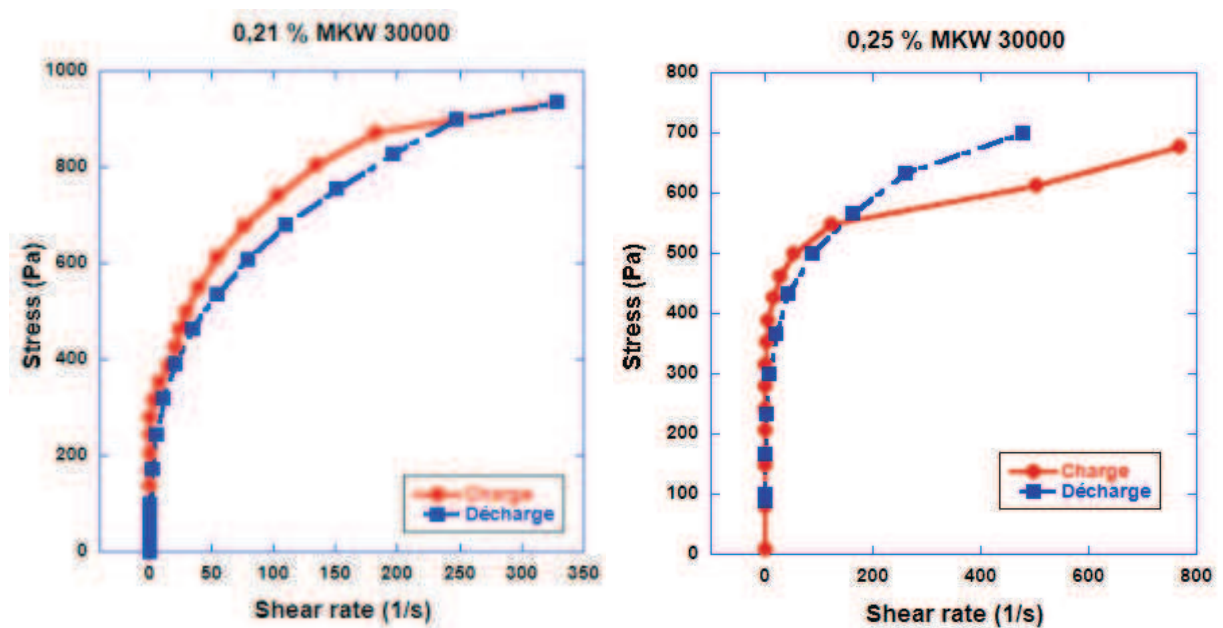 0,21 % MKW 30000
1000
800
600
400
200
0
Stress (Pa)
Charge
Décharge
0 50 100 150 200 250 300 350
Shear rate (1/s)
0,25 % MKW 30000
800
700
600
500
400
300
200
100
0
Stress (Pa)
Charge
Décharge
0 200 400 600 800
Shear rate (1/s)